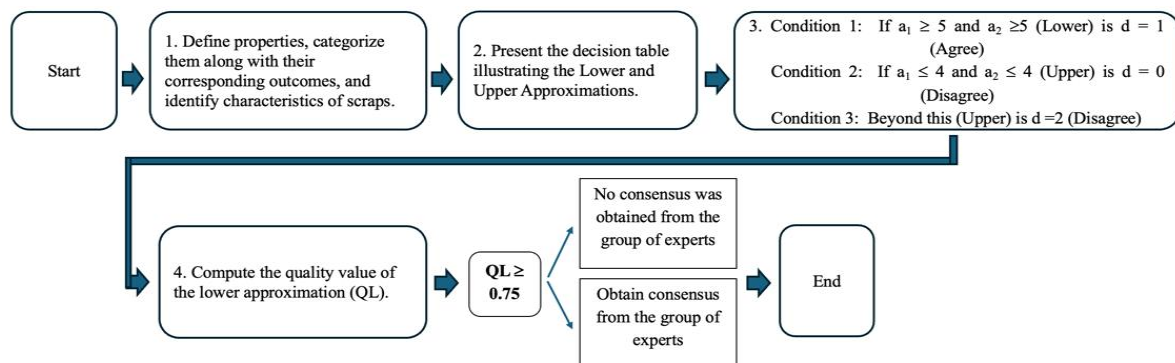 Start
1. Define properties, categorize
them along with their
corresponding outcomes, and
identify characteristics of scraps.
2. Present the decision table
illustrating the Lower and
Upper Approximations.
3. Condition 1: If a₁ ≥ 5 and a₂ ≥5 (Lower) is d = 1
(Agree)
Condition 2: If a₁ ≤ 4 and a₂ ≤ 4 (Upper) is d = 0
(Disagree)
Condition 3: Beyond this (Upper) is d =2 (Disagree)
4. Compute the quality value of
the lower approximation (QL).
QL ≥
0.75
No consensus was
obtained from the
group of experts
Obtain consensus
from the group of
experts
End